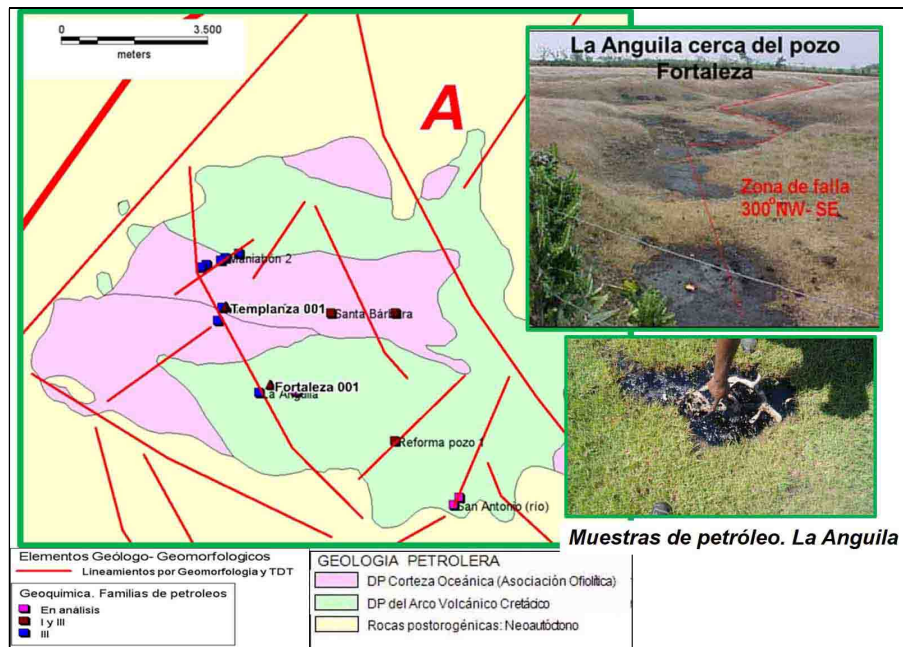 0 3.500
meters
A
Maniabon 2
Templanza 001
Santa Bárbara
Fortaleza 001
La Anguila
Reforma pozo 1
San Antonio (río)
La Anguila cerca del pozo
Fortaleza
Zona de falla
300°NW- SE
Muestras de petróleo. La Anguila
Elementos Geólogo- Geomorfologicos
Lineamientos por Geomorfologia y TDT
Geoquimica. Familias de petroleos
En análisis
I y III
III
GEOLOGIA PETROLERA
DP Corteza Oceánica (Asociación Ofiolítica)
DP del Arco Volcánico Cretácico
Rocas postorogénicas: Neoautóctono